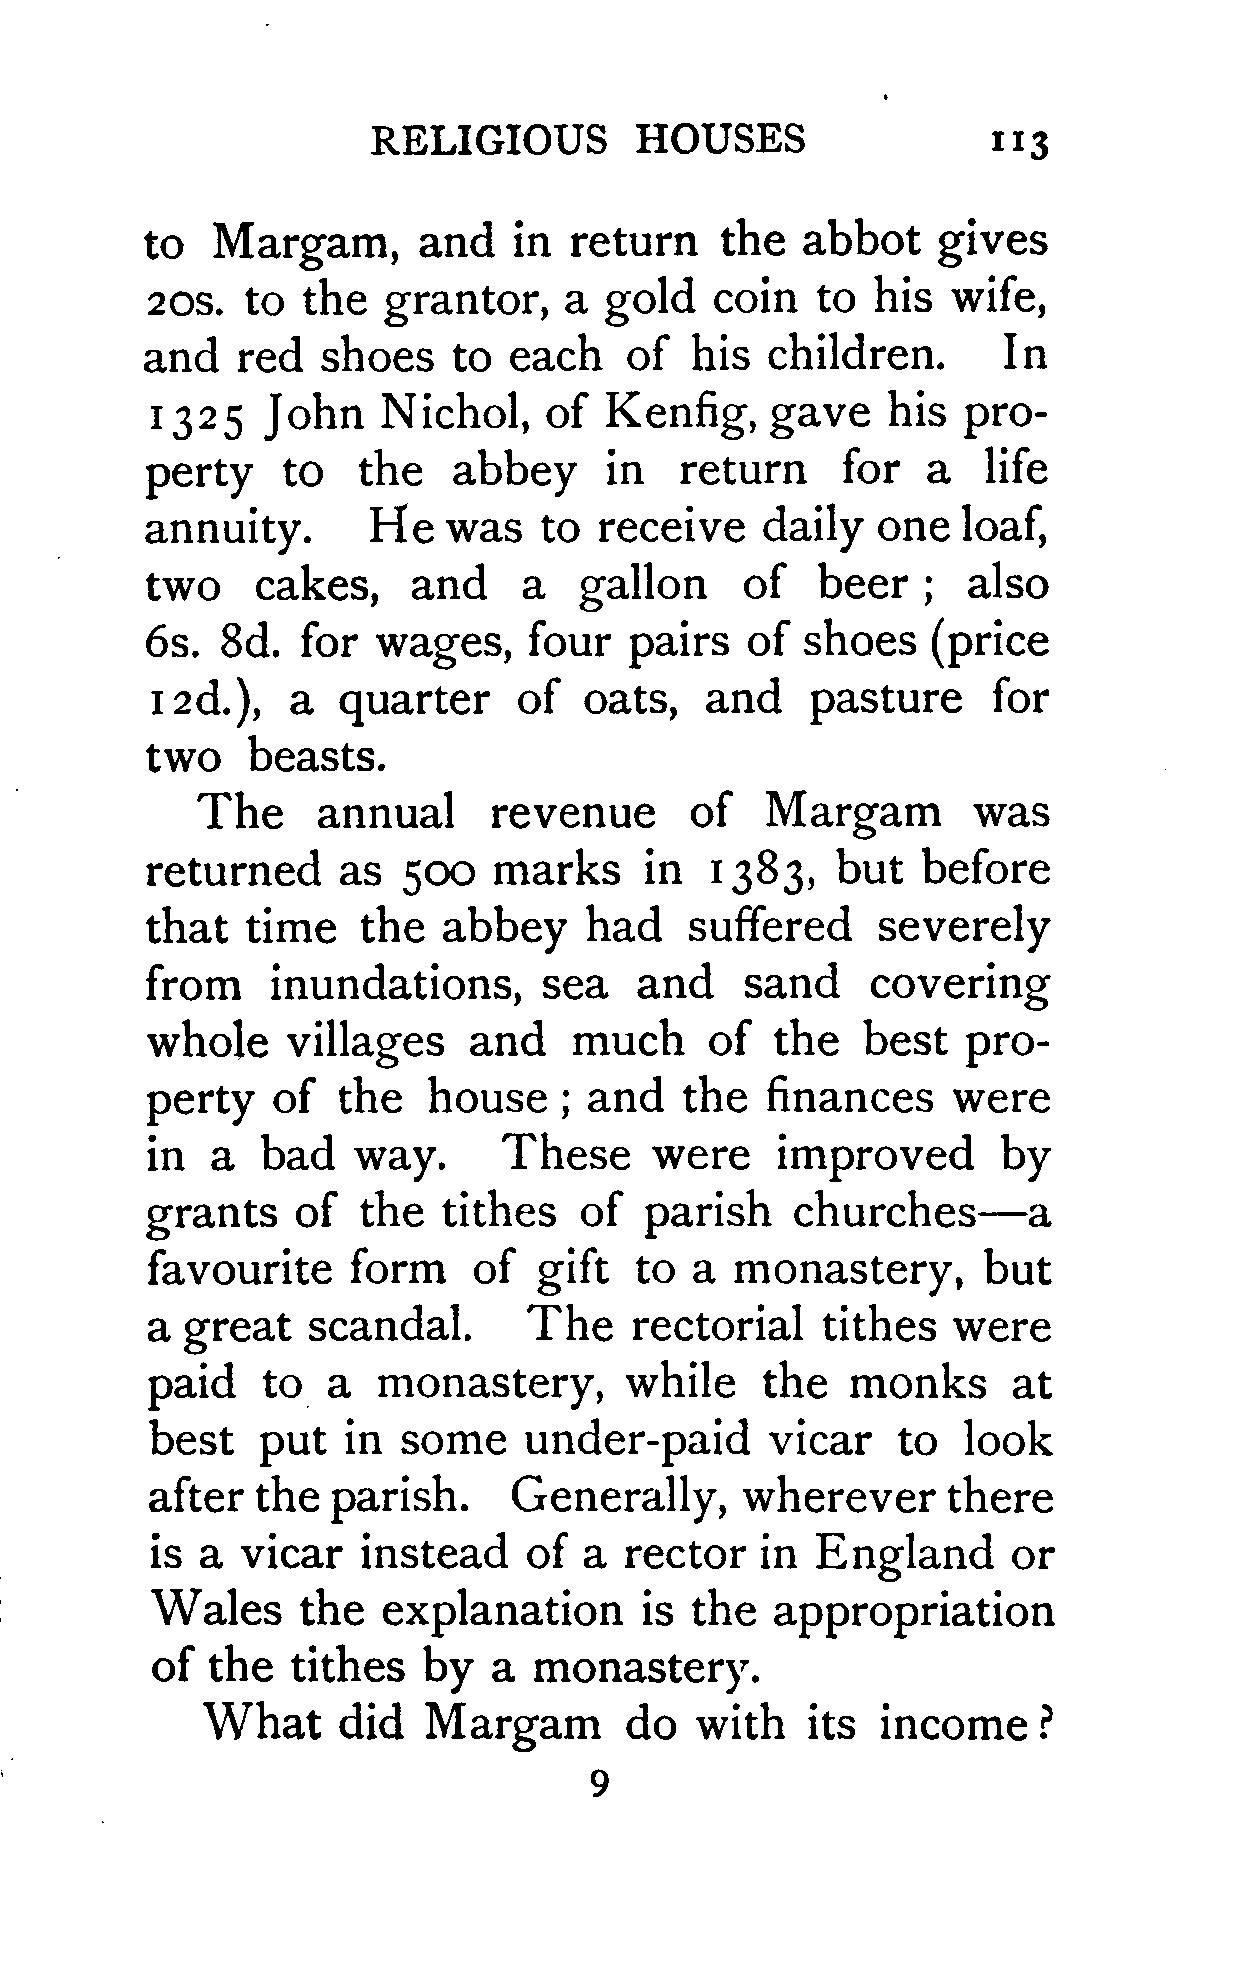 RELIGIOUS HOUSES 113
to Margam, and in return the abbot gives
20s. to the grantor, a gold coin to his wife,
and red shoes to each of his children. In
1325 John Nichol, of Kenfig, gave his pro-
perty to the abbey in return for a life
annuity. He was to receive daily one loaf,
two cakes, and a gallon of beer ; also
6s. 8d. for wages, four pairs of shoes (price
12d.), a quarter of oats, and pasture for
two beasts.
The annual revenue of Margam was
returned as 500 marks in 1383, but before
that time the abbey had suffered severely
from inundations, sea and sand covering
whole villages and much of the best pro-
perty of the house ; and the finances were
in a bad way. These were improved by
grants of the tithes of parish churches—a
favourite form of gift to a monastery, but
a great scandal. The rectorial tithes were
paid to a monastery, while the monks at
best put in some under-paid vicar to look
after the parish. Generally, wherever there
is a vicar instead of a rector in England or
Wales the explanation is the appropriation
of the tithes by a monastery.
What did Margam do with its income ?
9